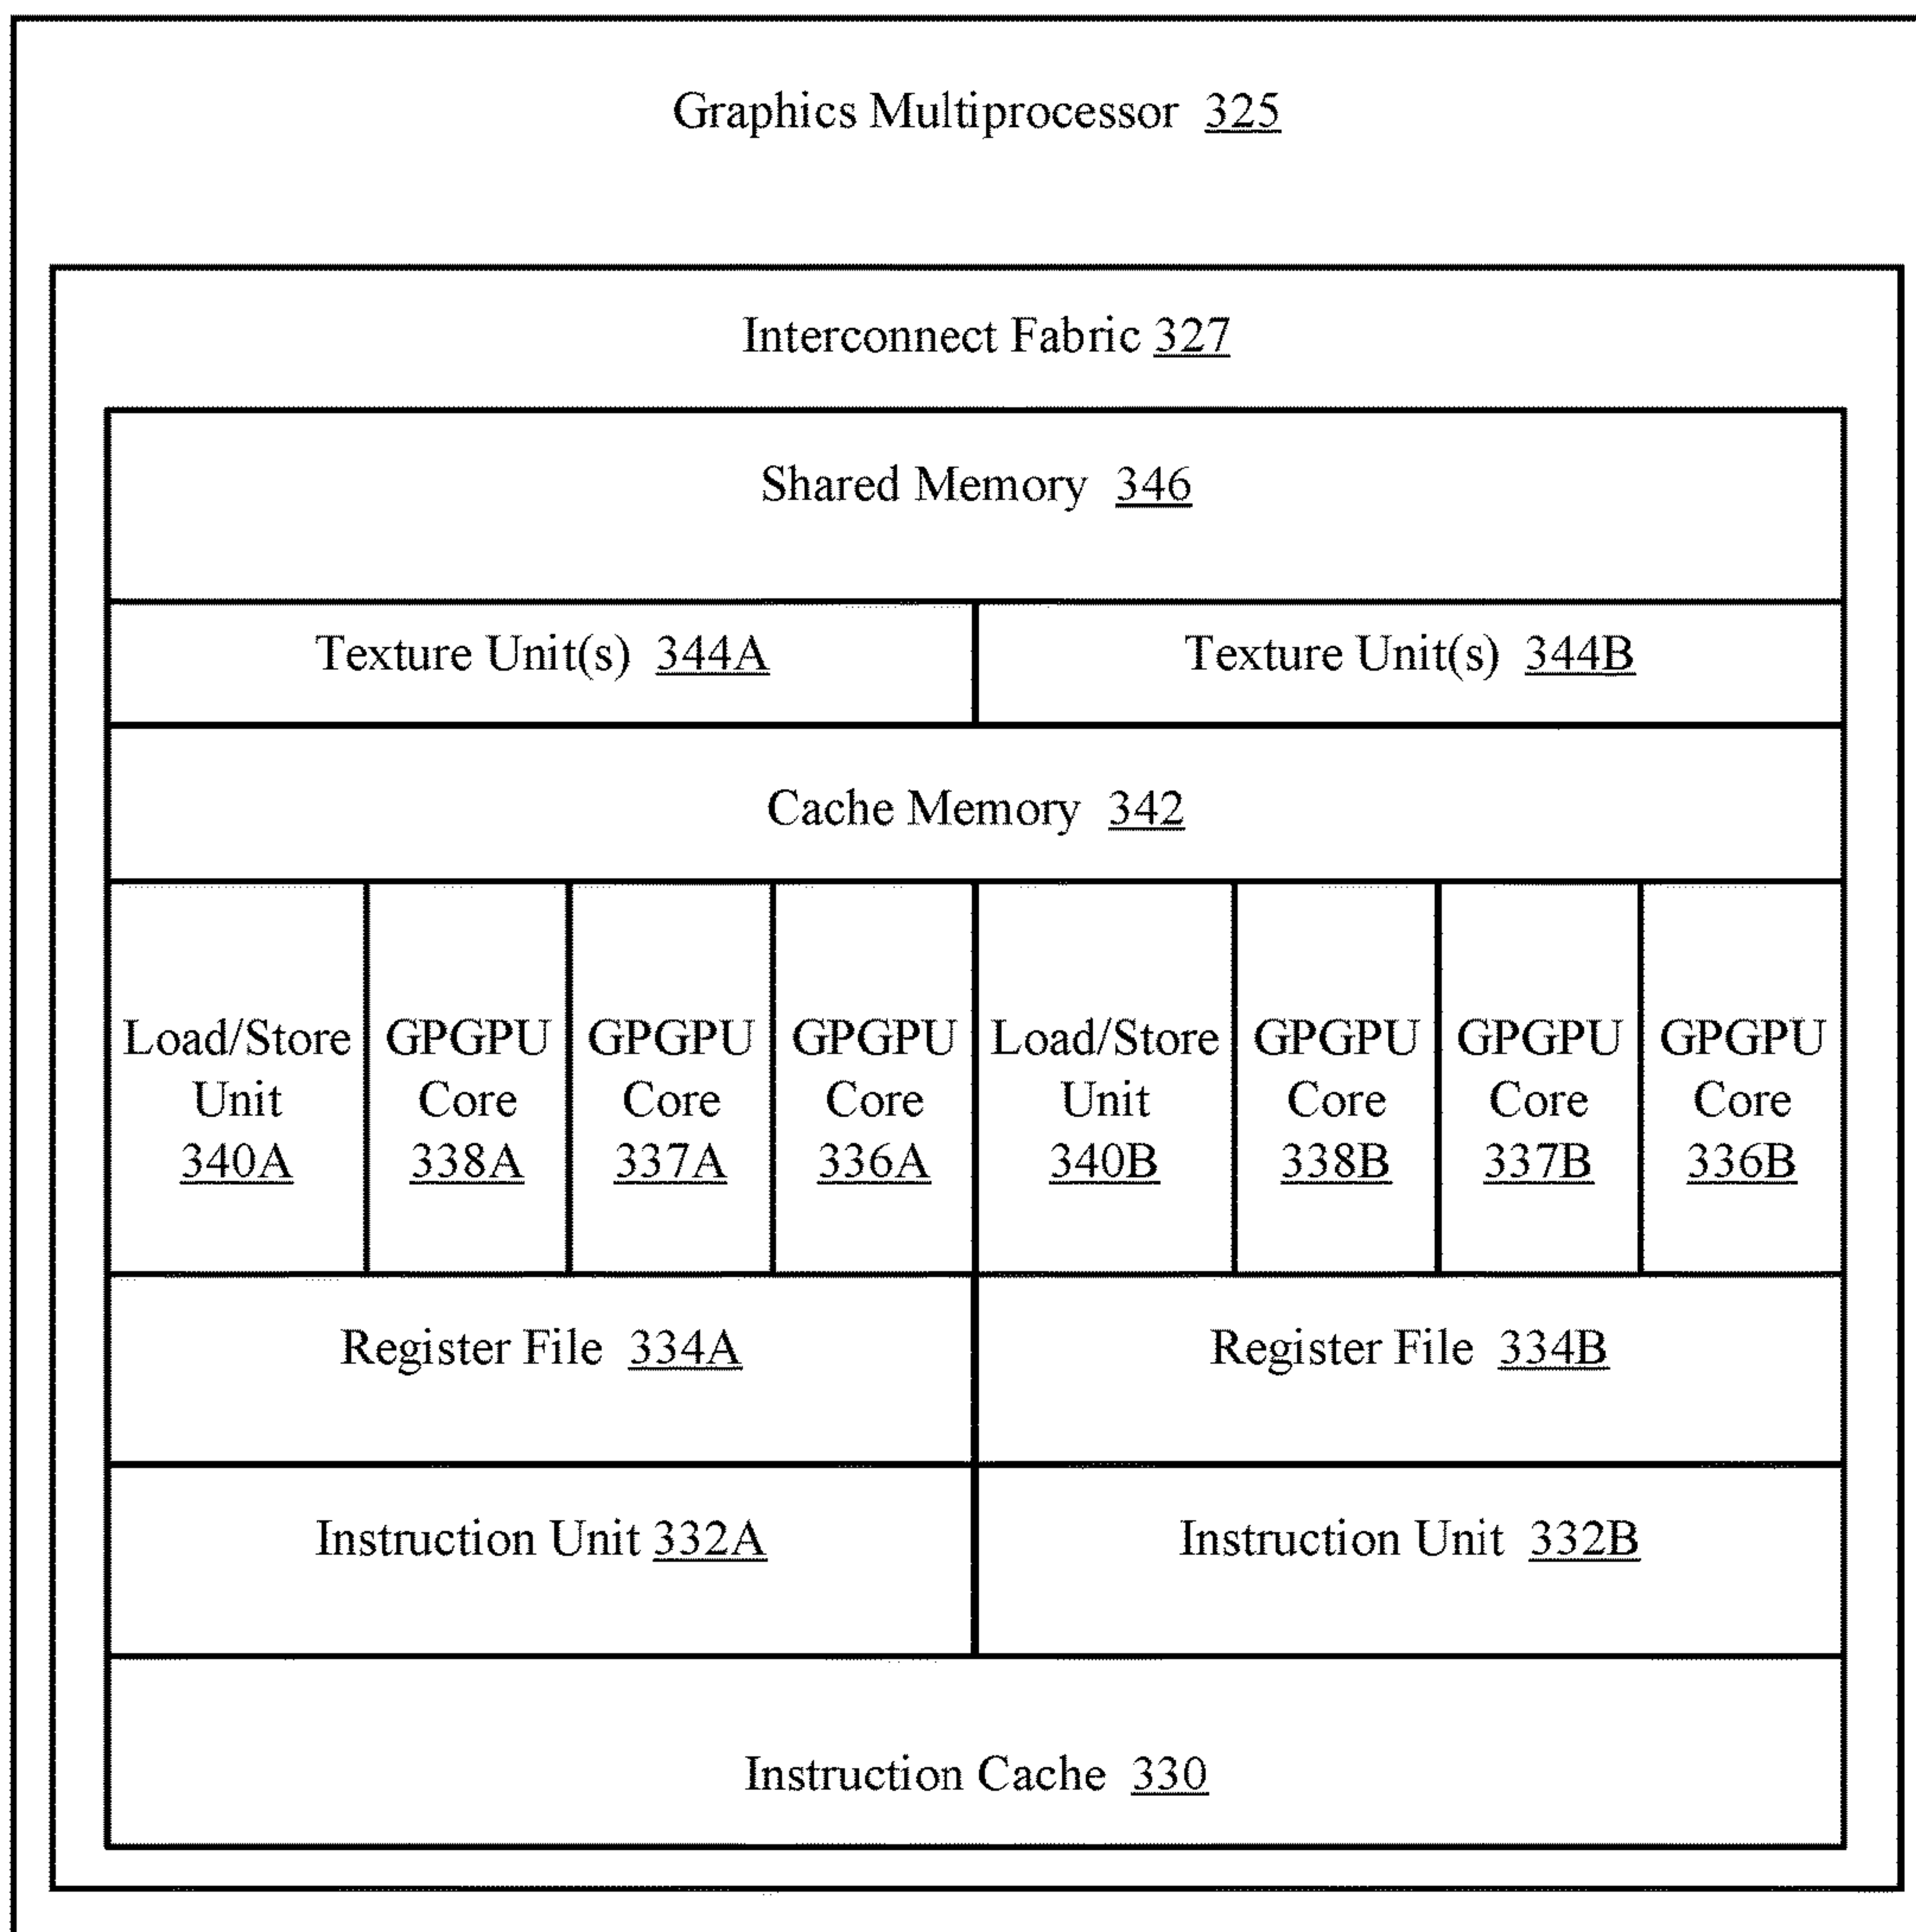 Graphics Multiprocessor 325
Interconnect Fabric 327
Shared Memory 346
Texture Unit(s) 344A
Texture Unit(s) 344B
Cache Memory 342
Load/Store
Unit
340A
GPGPU
Core
338A
GPGPU
Core
337A
GPGPU
Core
336A
Load/Store
Unit
340B
GPGPU
Core
338B
GPGPU
Core
337B
GPGPU
Core
336B
Register File 334A
Register File 334B
Instruction Unit 332A
Instruction Unit 332B
Instruction Cache 330